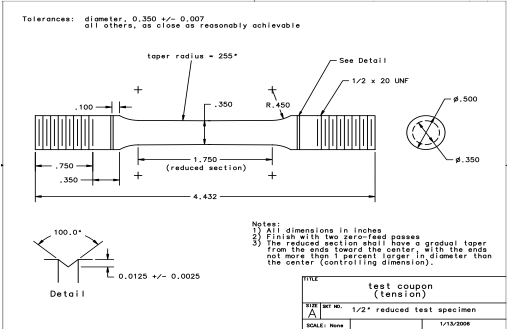 Tolerances: diameter, 0.350 +/- 0.007
all others, as close as reasonably achievable
taper radius = 255"
See Detail
1/2 x 20 UNF
.100
.350
R.450
Ø.500
.750
.350
1.750
(reduced section)
Ø.350
4.432
100.0°
0.0125 +/- 0.0025
Detail
Notes:
1) All dimensions in inches
2) Finish with two zero-feed passes
3) The reduced section shall have a gradual taper
from the ends toward the center, with the ends
not more than 1 percent larger in diameter than
the center (controlling dimension).
TITLE
test coupon
(tension)
SIZE
A
SKT NO.
1/2" reduced test specimen
SCALE: None
1/13/2006